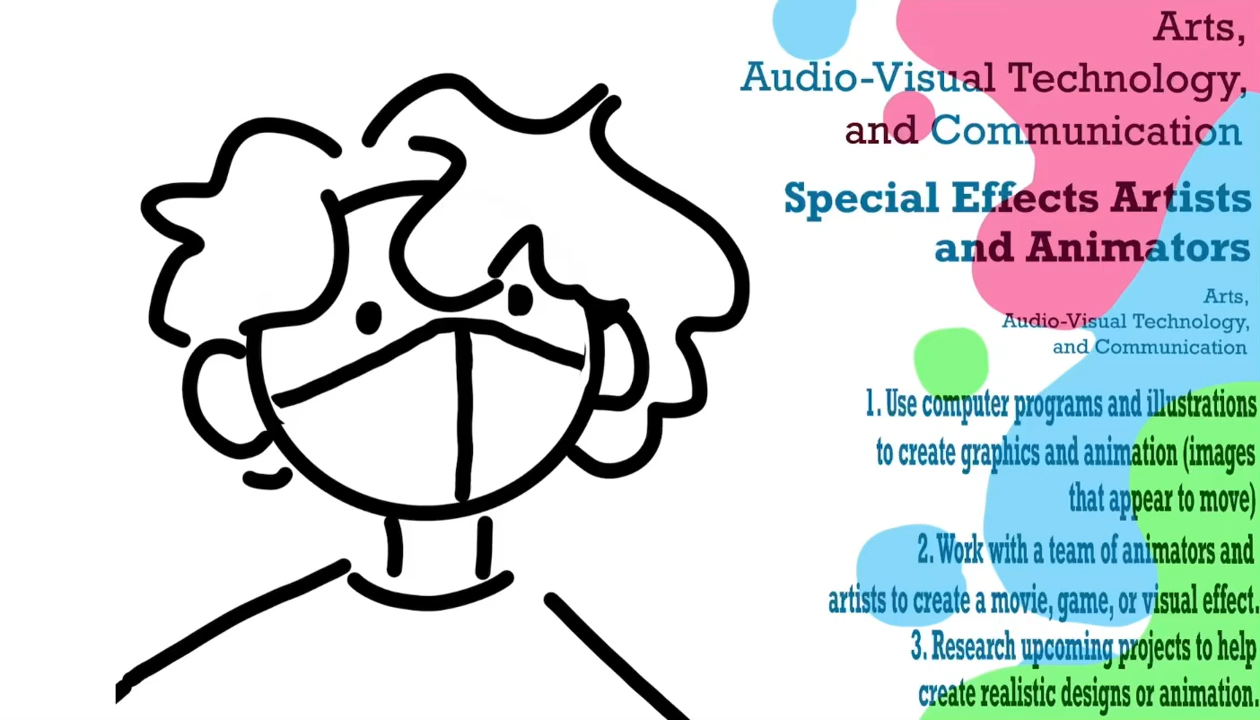 Arts,
Audio-Visual Technology,
and Communication
Special Effects Artists
and Animators
Arts,
Audio-Visual Technology,
and Communication
1. Use computer programs and illustrations
to create graphics and animation (images
that appear to move)
2. Work with a team of animators and
artists to create a movie, game, or visual effect.
3. Research upcoming projects to help
create realistic designs or animation.